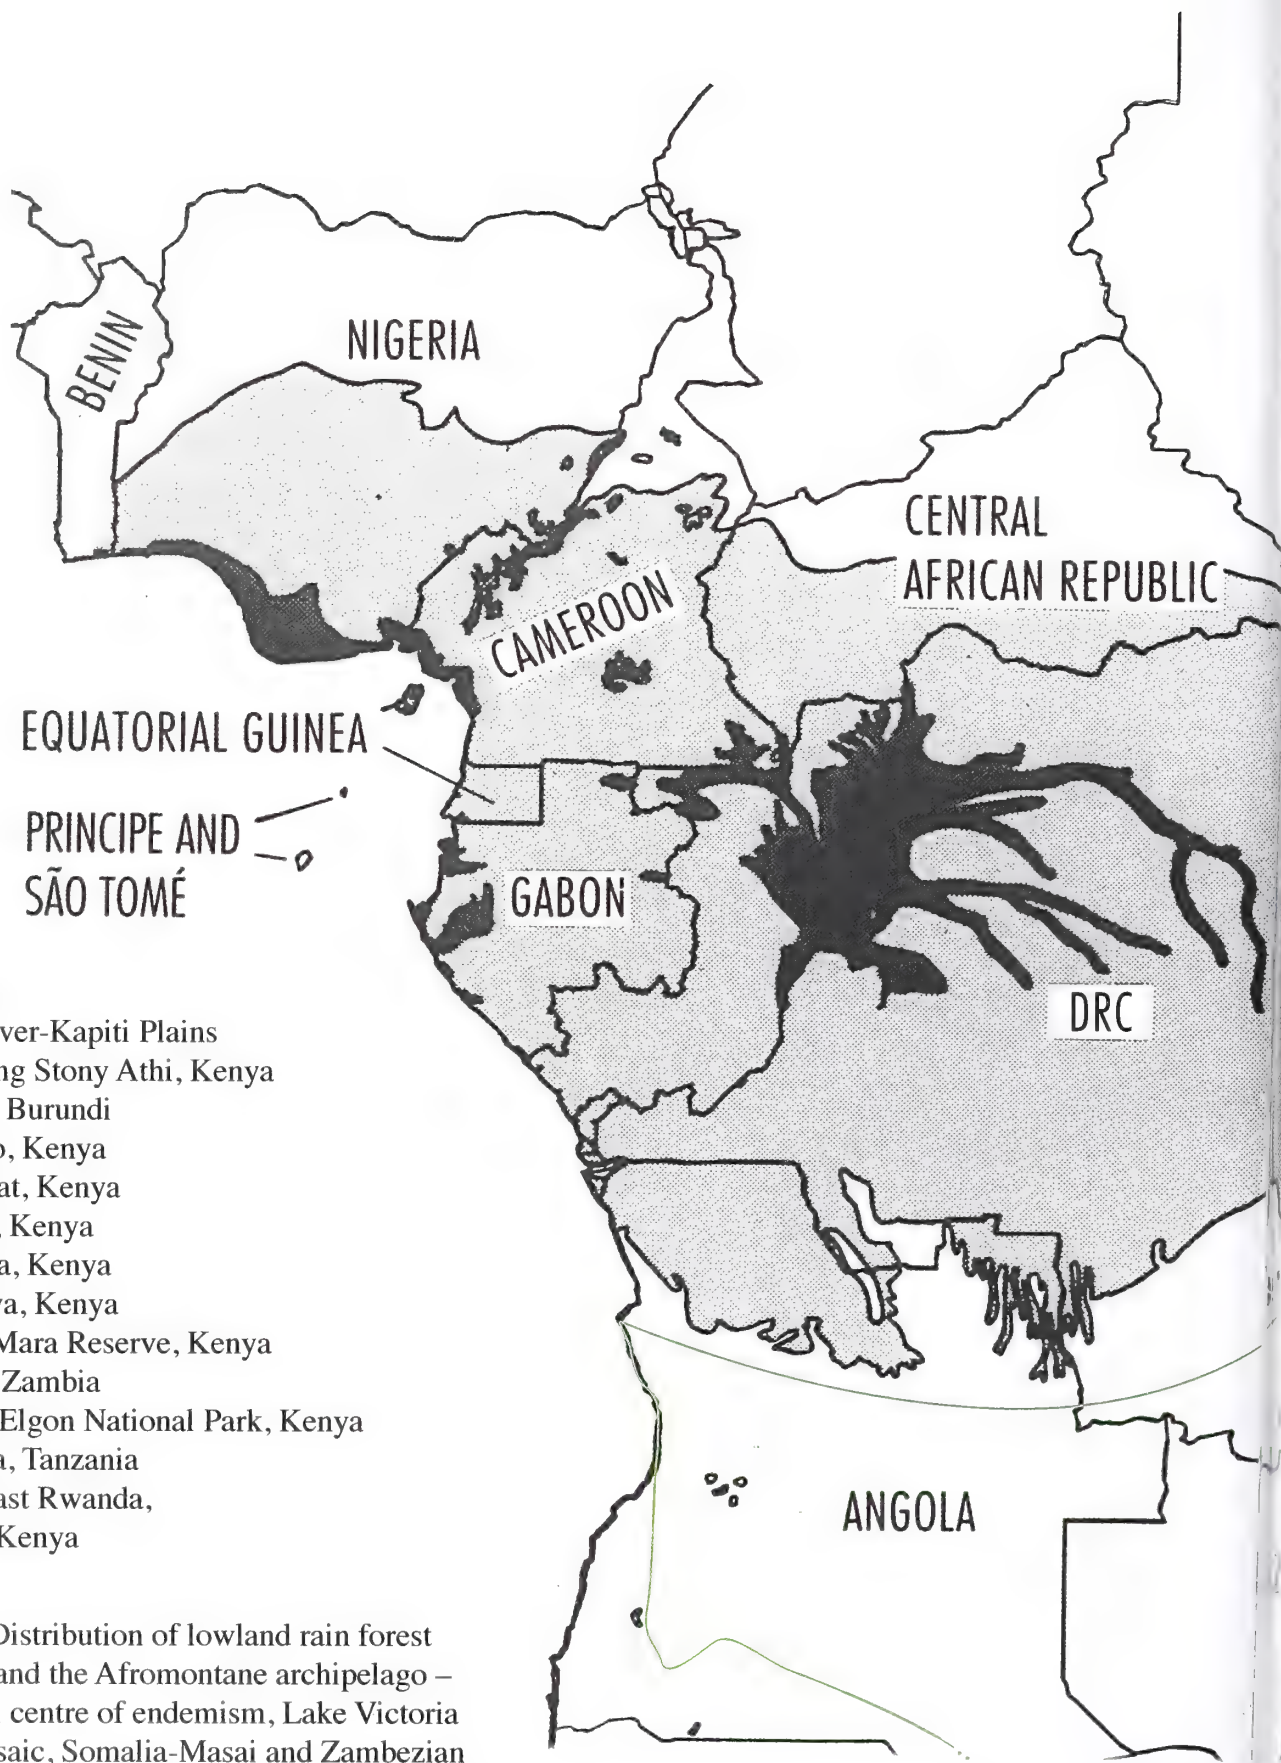 NIGERIA
BENIN
CENTRAL
AFRICAN REPUBLIC
CAMEROON
EQUATORIAL GUINEA
PRINCIPE AND
SÃO TOMÉ
GABON
DRC
ANGOLA
ver-Kapiti Plains
ng Stony Athi, Kenya
Burundi
o, Kenya
at, Kenya
, Kenya
a, Kenya
va, Kenya
Mara Reserve, Kenya
Zambia
Elgon National Park, Kenya
a, Tanzania
ast Rwanda,
Kenya
Distribution of lowland rain forest
and the Afromontane archipelago –
centre of endemism, Lake Victoria
saic, Somalia-Masai and Zambezian